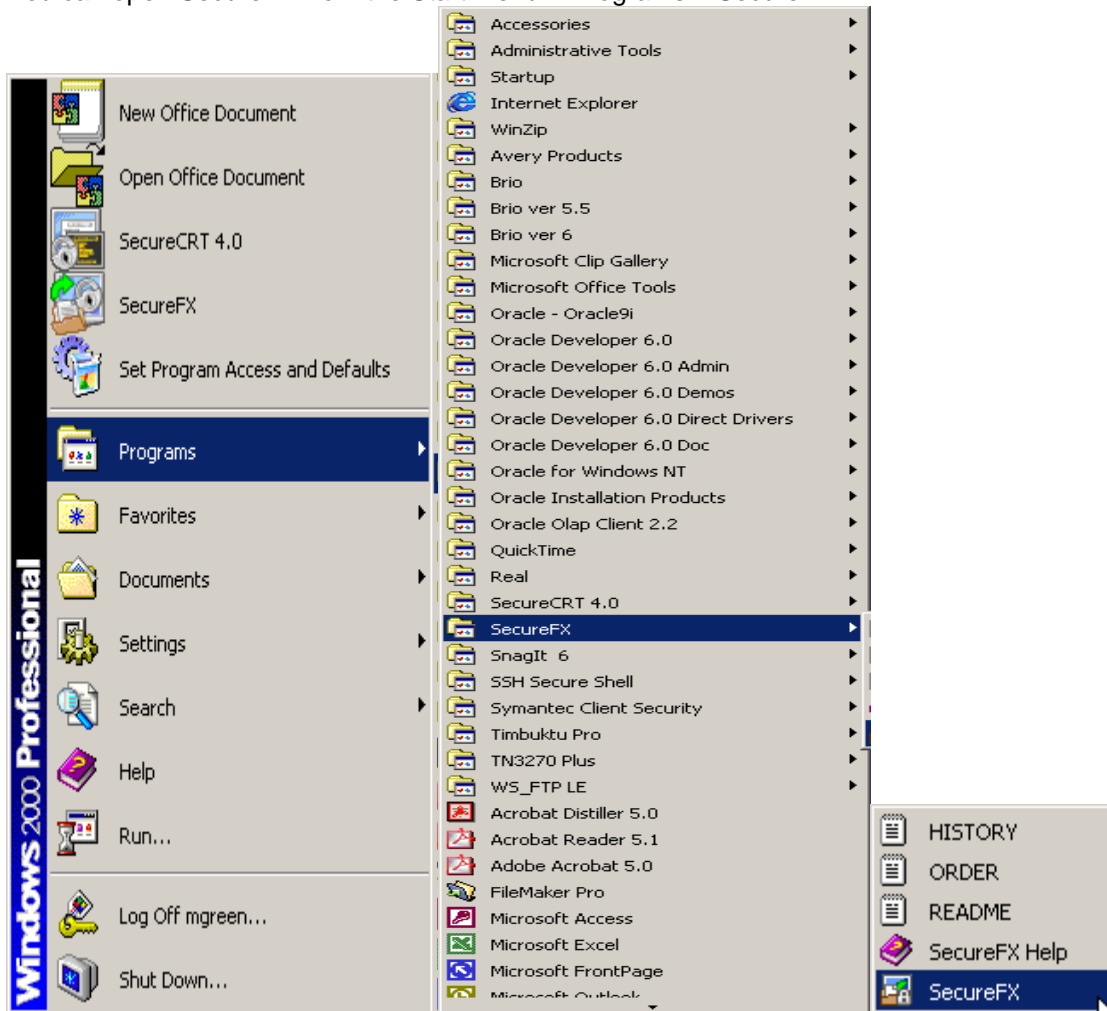 New Office Document
Open Office Document
SecureCRT 4.0
SecureFX
Set Program Access and Defaults
Programs
Favorites
Documents
Settings
Search
Help
Run...
Log Off mgreen...
Shut Down...
Windows 2000 Professional
Accessories
Administrative Tools
Startup
Internet Explorer
WinZip
Avery Products
Brio
Brio ver 5.5
Brio ver 6
Microsoft Clip Gallery
Microsoft Office Tools
Oracle - Oracle9i
Oracle Developer 6.0
Oracle Developer 6.0 Admin
Oracle Developer 6.0 Demos
Oracle Developer 6.0 Direct Drivers
Oracle Developer 6.0 Doc
Oracle for Windows NT
Oracle Installation Products
Oracle Olap Client 2.2
QuickTime
Real
SecureCRT 4.0
SecureFX
SnagIt 6
SSH Secure Shell
Symantec Client Security
Timbuktu Pro
TN3270 Plus
WS_FTP LE
Acrobat Distiller 5.0
Acrobat Reader 5.1
Adobe Acrobat 5.0
FileMaker Pro
Microsoft Access
Microsoft Excel
Microsoft FrontPage
Microsoft Outlook
HISTORY
ORDER
README
SecureFX Help
SecureFX